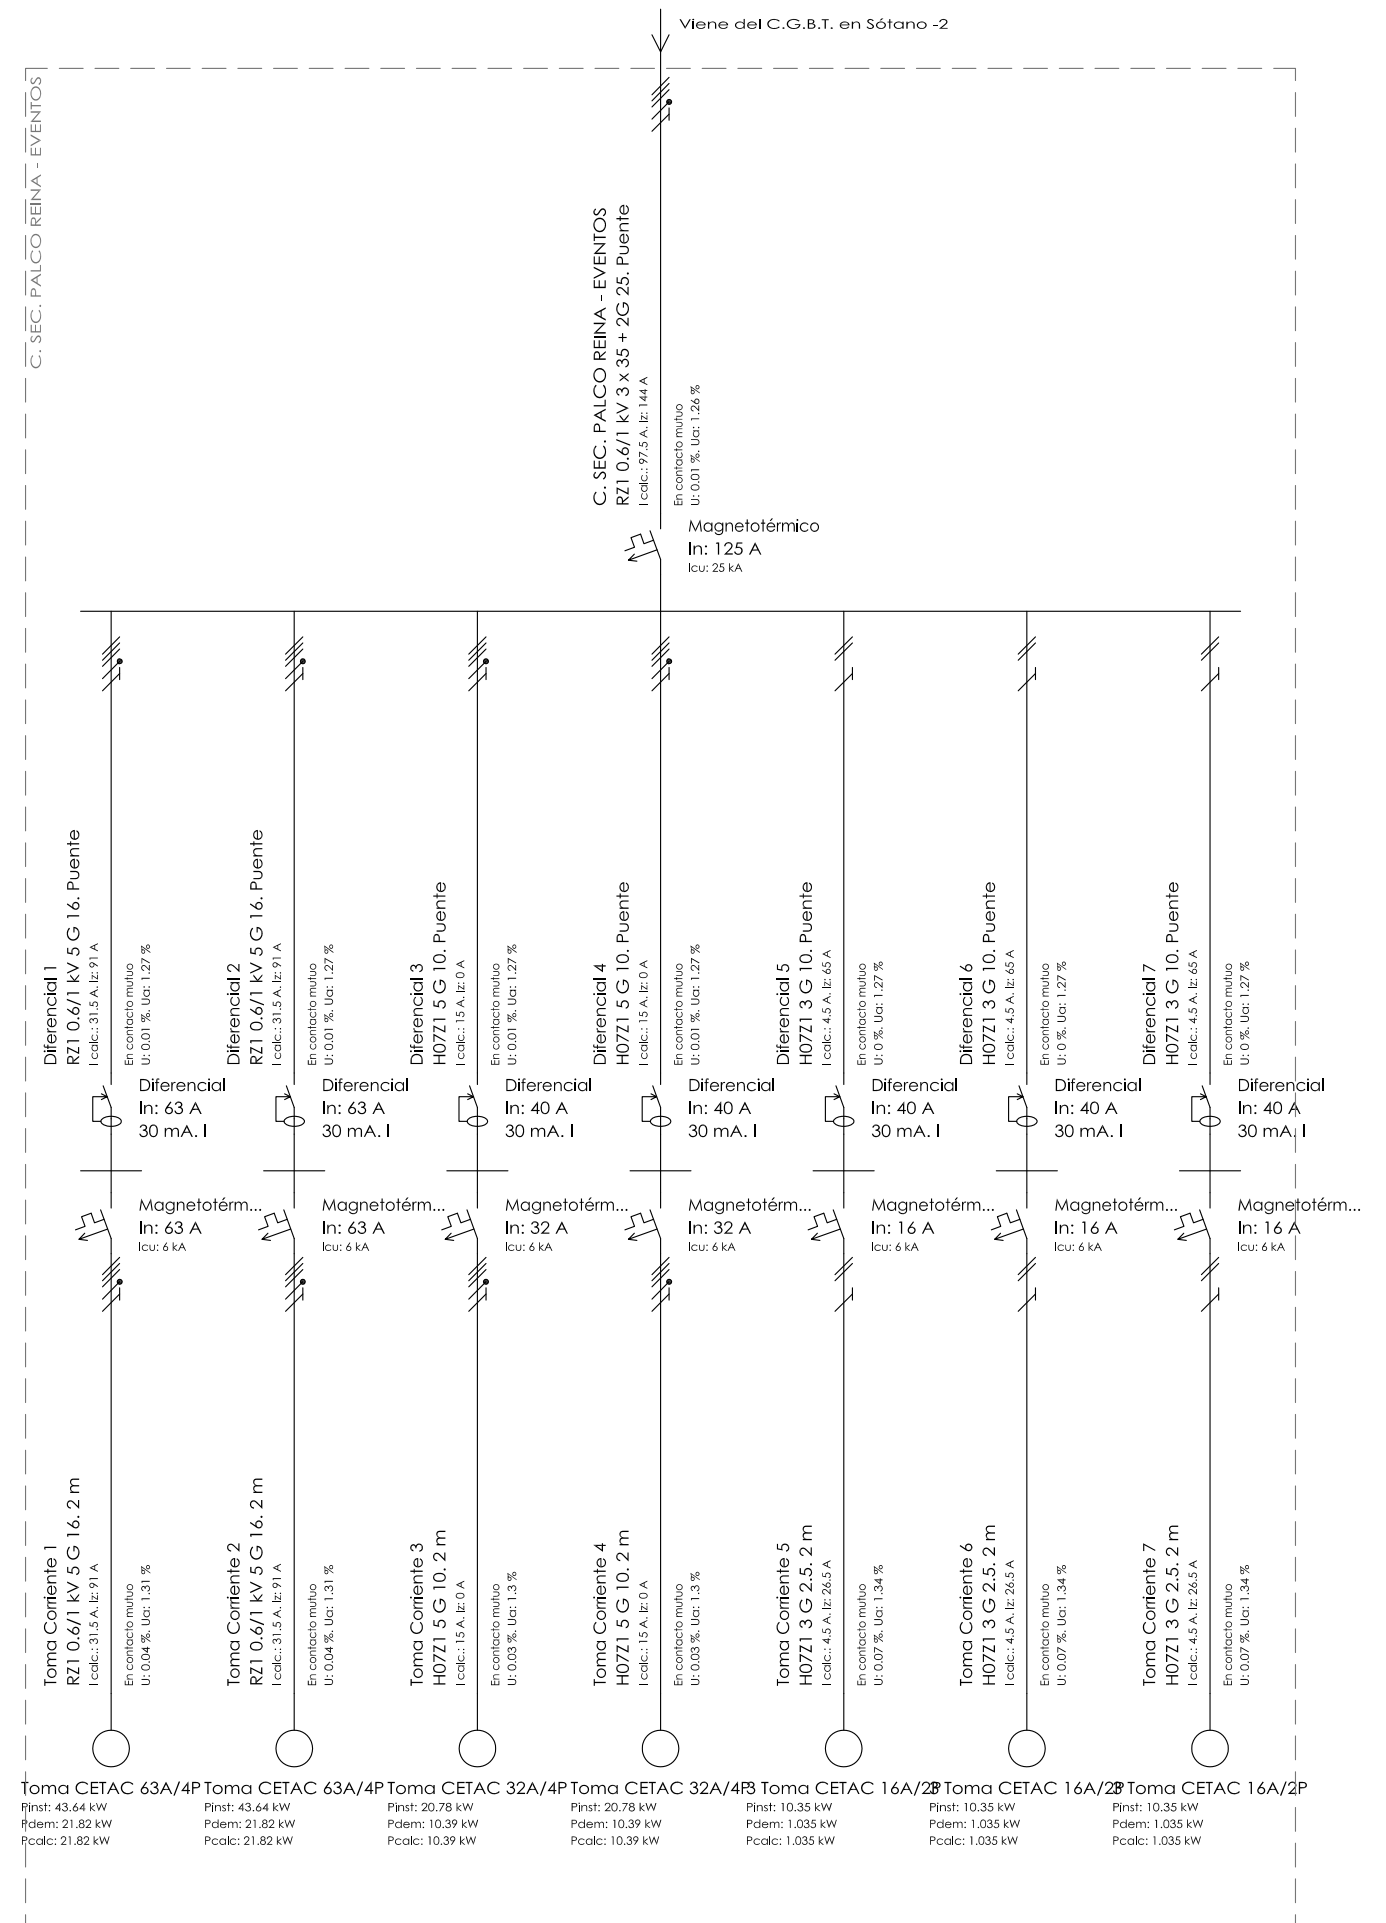 Viene del C.G.B.T. en Sótano -2
C. SEC. PALCO REINA - EVENTOS
C. SEC. PALCO REINA - EVENTOS
RZ1 0.6/1 kV 3 x 35 + 2G 25. Puente
I calc.: 97.5 A. Iz: 144 A
En contacto mutuo
U: 0.01 %. Ua: 1.26 %
Magnetotérmico
In: 125 A
Icu: 25 kA
Diferencial 1
RZ1 0.6/1 kV 5 G 16. Puente
I calc.: 31.5 A. Iz: 91 A
En contacto mutuo
U: 0.01 %. Ua: 1.27 %
Diferencial 2
RZ1 0.6/1 kV 5 G 16. Puente
I calc.: 31.5 A. Iz: 91 A
En contacto mutuo
U: 0.01 %. Ua: 1.27 %
Diferencial 3
H07Z1 5 G 10. Puente
I calc.: 15 A. Iz: 0 A
En contacto mutuo
U: 0.01 %. Ua: 1.27 %
Diferencial 4
H07Z1 5 G 10. Puente
I calc.: 15 A. Iz: 0 A
En contacto mutuo
U: 0.01 %. Ua: 1.27 %
Diferencial 5
H07Z1 3 G 10. Puente
I calc.: 4.5 A. Iz: 65 A
En contacto mutuo
U: 0 %. Ua: 1.27 %
Diferencial 6
H07Z1 3 G 10. Puente
I calc.: 4.5 A. Iz: 65 A
En contacto mutuo
U: 0 %. Ua: 1.27 %
Diferencial 7
H07Z1 3 G 10. Puente
I calc.: 4.5 A. Iz: 65 A
En contacto mutuo
U: 0 %. Ua: 1.27 %
Diferencial
In: 63 A
30 mA. I
Diferencial
In: 63 A
30 mA. I
Diferencial
In: 40 A
30 mA. I
Diferencial
In: 40 A
30 mA. I
Diferencial
In: 40 A
30 mA. I
Diferencial
In: 40 A
30 mA. I
Diferencial
In: 40 A
30 mA. I
Magnetotérm...
In: 63 A
Icu: 6 kA
Magnetotérm...
In: 63 A
Icu: 6 kA
Magnetotérm...
In: 32 A
Icu: 6 kA
Magnetotérm...
In: 32 A
Icu: 6 kA
Magnetotérm...
In: 16 A
Icu: 6 kA
Magnetotérm...
In: 16 A
Icu: 6 kA
Magnetotérm...
In: 16 A
Icu: 6 kA
Toma Corriente 1
RZ1 0.6/1 kV 5 G 16. 2 m
I calc.: 31.5 A. Iz: 91 A
En contacto mutuo
U: 0.04 %. Ua: 1.31 %
Toma Corriente 2
RZ1 0.6/1 kV 5 G 16. 2 m
I calc.: 31.5 A. Iz: 91 A
En contacto mutuo
U: 0.04 %. Ua: 1.31 %
Toma Corriente 3
H07Z1 5 G 10. 2 m
I calc.: 15 A. Iz: 0 A
En contacto mutuo
U: 0.03 %. Ua: 1.3 %
Toma Corriente 4
H07Z1 5 G 10. 2 m
I calc.: 15 A. Iz: 0 A
En contacto mutuo
U: 0.03 %. Ua: 1.3 %
Toma Corriente 5
H07Z1 3 G 2.5. 2 m
I calc.: 4.5 A. Iz: 26.5 A
En contacto mutuo
U: 0.07 %. Ua: 1.34 %
Toma Corriente 6
H07Z1 3 G 2.5. 2 m
I calc.: 4.5 A. Iz: 26.5 A
En contacto mutuo
U: 0.07 %. Ua: 1.34 %
Toma Corriente 7
H07Z1 3 G 2.5. 2 m
I calc.: 4.5 A. Iz: 26.5 A
En contacto mutuo
U: 0.07 %. Ua: 1.34 %
Toma CETAC 63A/4P
Pinst: 43.64 kW
Pdem: 21.82 kW
Pcalc: 21.82 kW
Toma CETAC 63A/4P
Pinst: 43.64 kW
Pdem: 21.82 kW
Pcalc: 21.82 kW
Toma CETAC 32A/4P
Pinst: 20.78 kW
Pdem: 10.39 kW
Pcalc: 10.39 kW
Toma CETAC 32A/4P
Pinst: 20.78 kW
Pdem: 10.39 kW
Pcalc: 10.39 kW
3 Toma CETAC 16A/2P
Pinst: 10.35 kW
Pdem: 1.035 kW
Pcalc: 1.035 kW
3 Toma CETAC 16A/2P
Pinst: 10.35 kW
Pdem: 1.035 kW
Pcalc: 1.035 kW
3 Toma CETAC 16A/2P
Pinst: 10.35 kW
Pdem: 1.035 kW
Pcalc: 1.035 kW